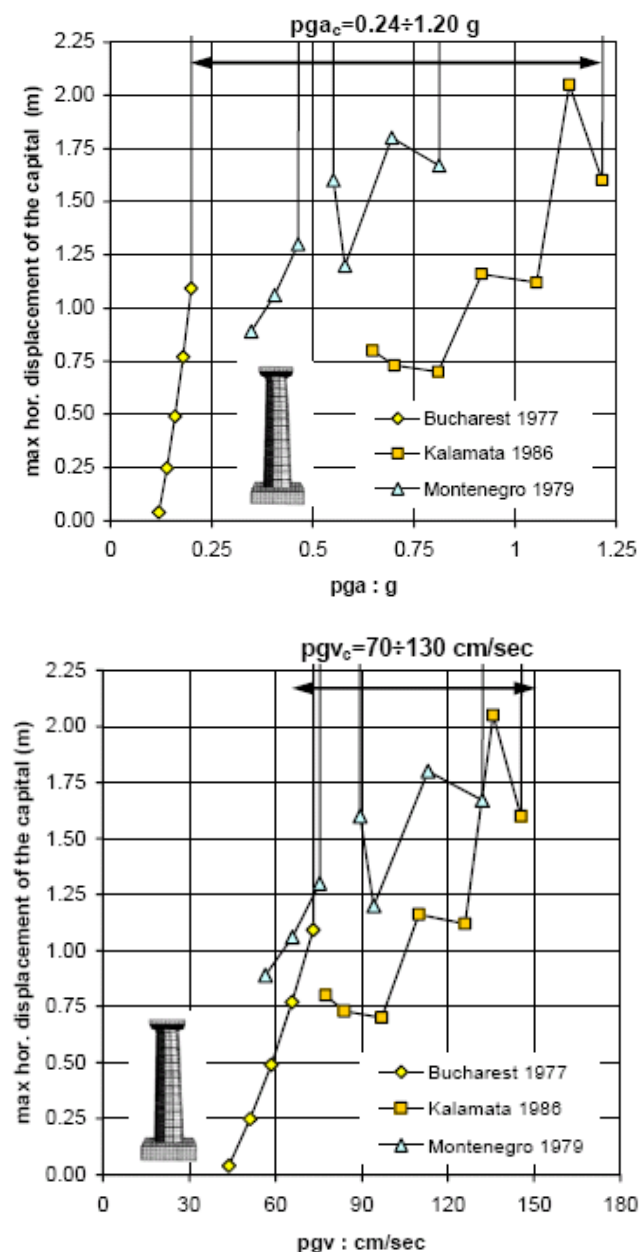 pgac=0.24÷1.20 g
2.25
2.00
1.75
1.50
1.25
1.00
0.75
0.50
0.25
0.00
max hor. displacement of the capital (m)
Bucharest 1977
Kalamata 1986
Montenegro 1979
0 0.25 0.5 0.75 1 1.25
pga : g
pgvc=70÷130 cm/sec
2.25
2.00
1.75
1.50
1.25
1.00
0.75
0.50
0.25
0.00
max hor. displacement of the capital (m)
Bucharest 1977
Kalamata 1986
Montenegro 1979
0 30 60 90 120 150 180
pgv : cm/sec